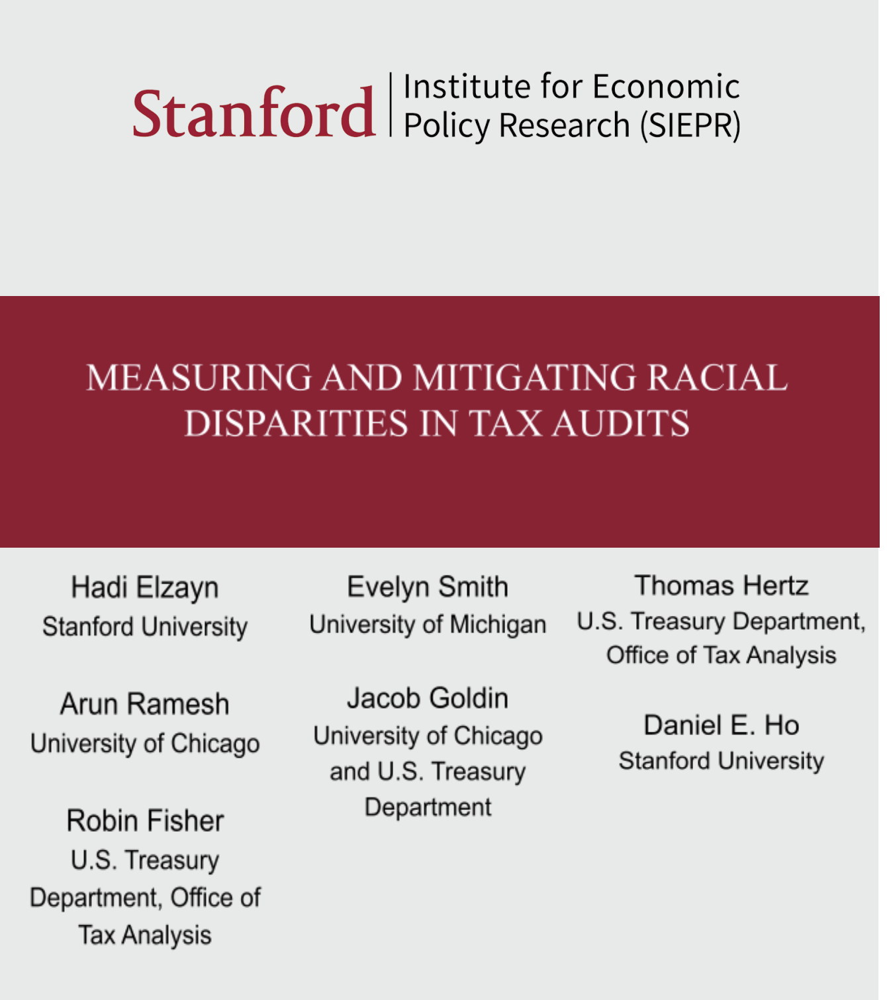 Stanford
Institute for Economic
Policy Research (SIEPR)
MEASURING AND MITIGATING RACIAL
DISPARITIES IN TAX AUDITS
Hadi Elzayn
Stanford University
Arun Ramesh
University of Chicago
Robin Fisher
U.S. Treasury
Department, Office of
Tax Analysis
Evelyn Smith
University of Michigan
Jacob Goldin
University of Chicago
and U.S. Treasury
Department
Thomas Hertz
U.S. Treasury Department,
Office of Tax Analysis
Daniel E. Ho
Stanford University